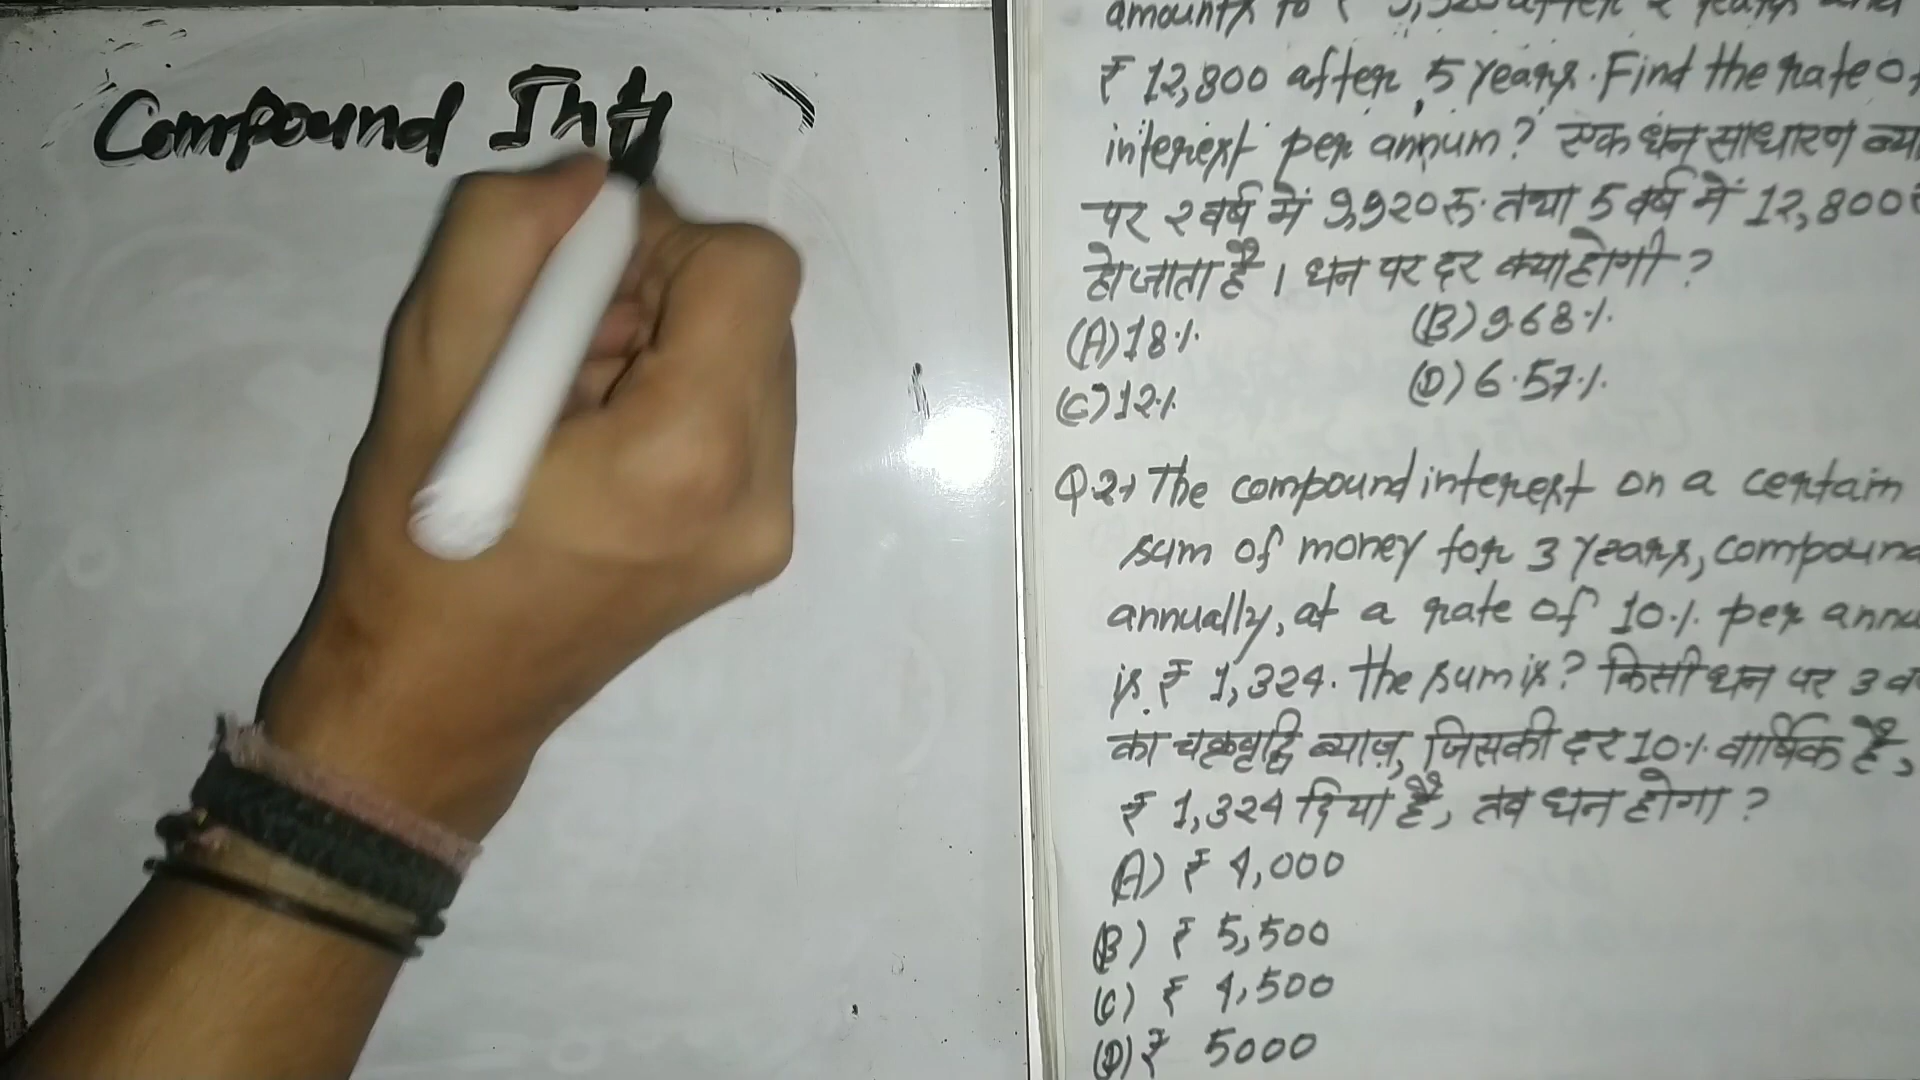 Compound Int
₹ 12,800 after 5 years. Find the rate
interest per annum? एक धन साधारण
पर २ वर्ष में 9,920 रु. तथा 5 वर्ष में 12,800
हो जाता है । धन पर दर क्या होगी ?
(A) 18% (B) 9.68%
(C) 12% (D) 6.57%
Q.2→ The compound interest on a certain
sum of money for 3 years,
annually, at a rate of 10% per
is ₹ 1,324. the sum is? किसी धन पर 3
का चक्रवृद्धि ब्याज़, जिसकी दर 10% वार्षिक है,
₹ 1,324 दिया है, तब धन होगा ?
(A) ₹ 4,000
(B) ₹ 5,500
(C) ₹ 4,500
(D) ₹ 5000